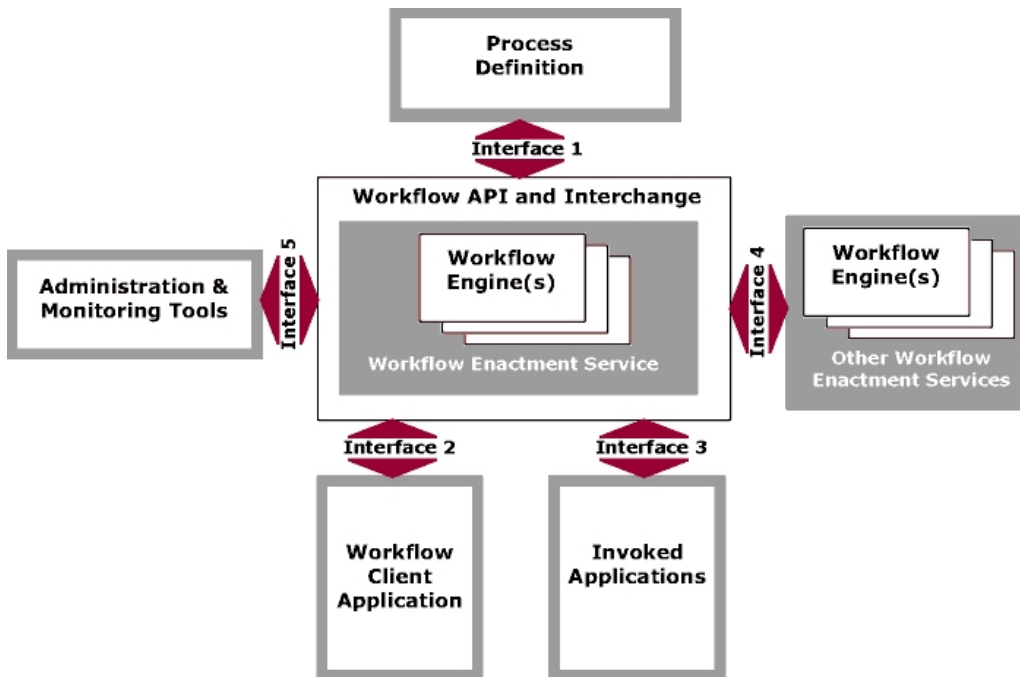 Process
Definition
Interface 1
Workflow API and Interchange
Workflow
Engine(s)
Workflow Enactment Service
Administration &
Monitoring Tools
Interface 5
Interface 4
Workflow
Engine(s)
Other Workflow
Enactment Services
Interface 2
Interface 3
Workflow
Client
Application
Invoked
Applications